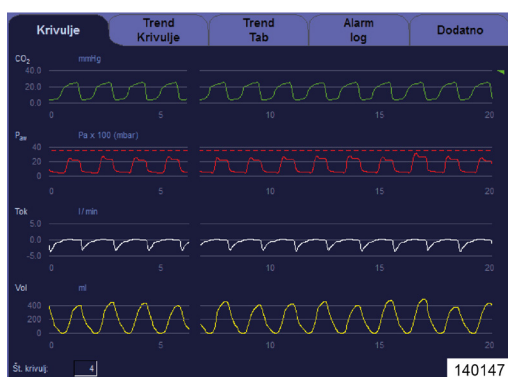 Krivulje
Trend Krivulje
Trend Tab
Alarm log
Dodatno
CO₂ mmHg
40.0
20.0
0.0
0 5 10 15 20
Paw Pa x 100 (mbar)
40
20
0
0 5 10 15 20
Tok l/min
5.0
0.0
-5.0
0 5 10 15 20
Vol ml
400
200
0
0 5 10 15 20
Št. krivulj: 4
140147